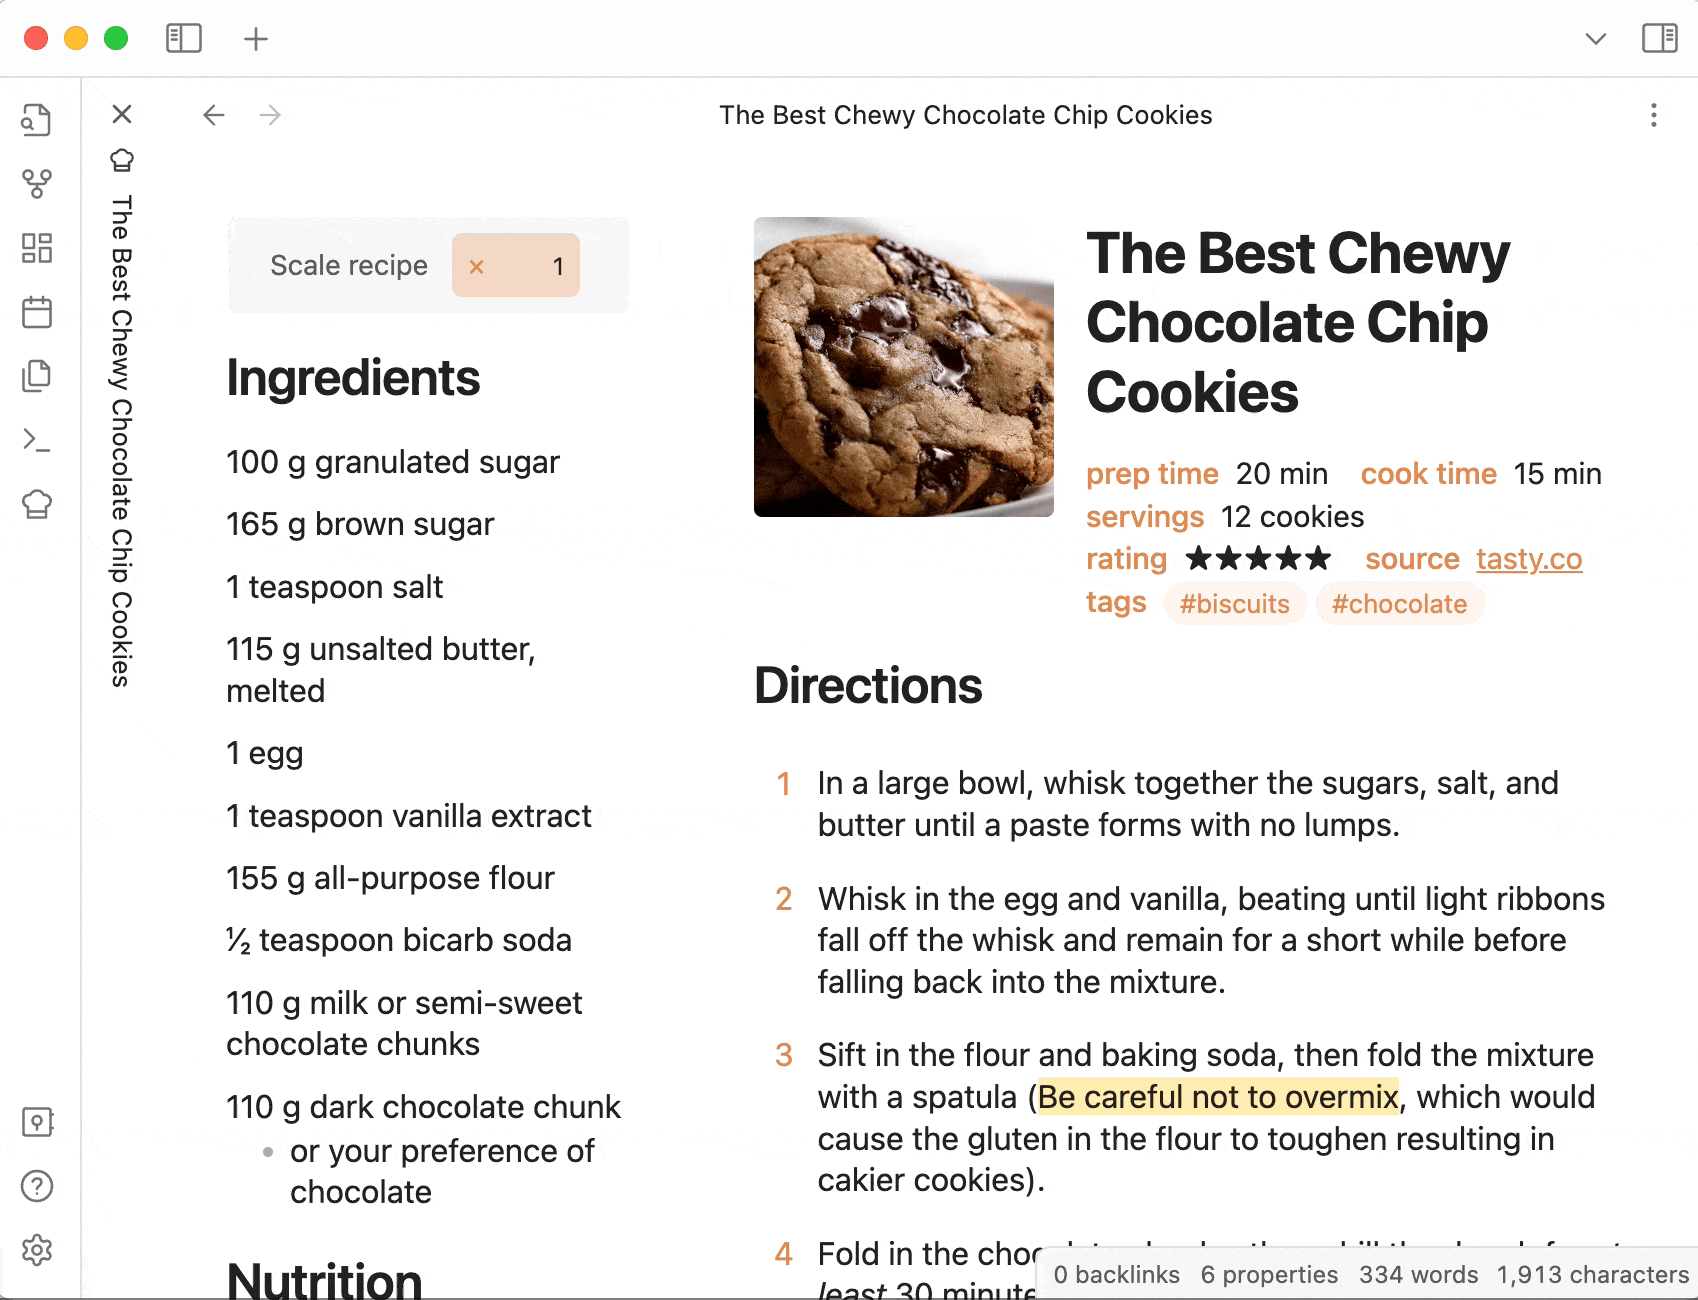 The Best Chewy Chocolate Chip Cookies
The Best Chewy Chocolate Chip Cookies
Scale recipe × 1
Ingredients
100 g granulated sugar
165 g brown sugar
1 teaspoon salt
115 g unsalted butter,
melted
1 egg
1 teaspoon vanilla extract
155 g all-purpose flour
½ teaspoon bicarb soda
110 g milk or semi-sweet
chocolate chunks
110 g dark chocolate chunk
• or your preference of
chocolate
Nutrition
The Best Chewy
Chocolate Chip
Cookies
prep time 20 min cook time 15 min
servings 12 cookies
rating ★★★★★ source tasty.co
tags #biscuits #chocolate
Directions
1 In a large bowl, whisk together the sugars, salt, and
butter until a paste forms with no lumps.
2 Whisk in the egg and vanilla, beating until light ribbons
fall off the whisk and remain for a short while before
falling back into the mixture.
3 Sift in the flour and baking soda, then fold the mixture
with a spatula (Be careful not to overmix, which would
cause the gluten in the flour to toughen resulting in
cakier cookies).
4 Fold in the
least 30
0 backlinks 6 properties 334 words 1,913 characters